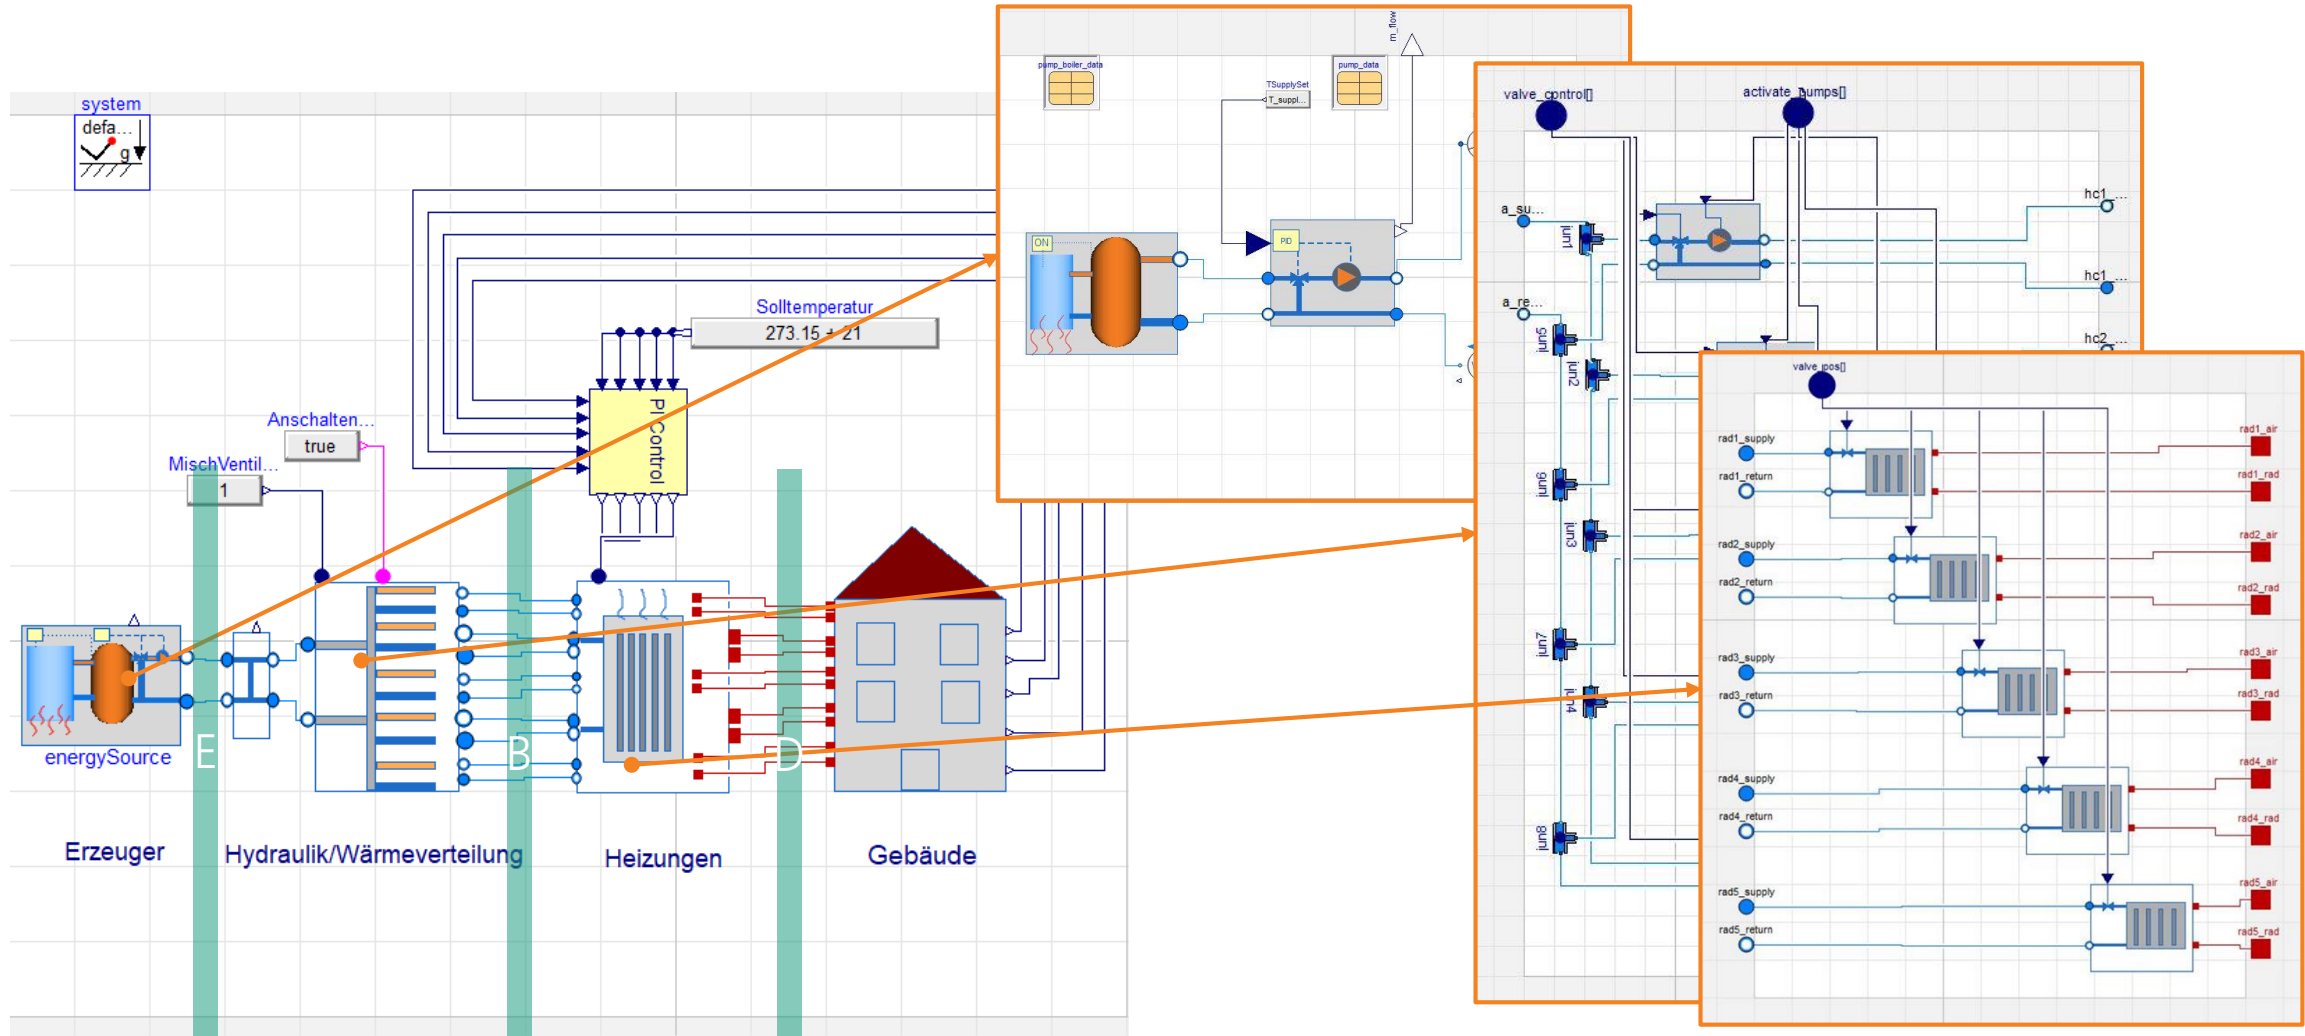 system
defa...
g
Solltemperatur
273.15 + 21
Anschalten...
true
MischVentil...
1
PI Control
energySource
E
B
D
Erzeuger
Hydraulik/Wärmeverteilung
Heizungen
Gebäude
m_flow
pump_boiler_data
pump_data
TSupplySet
T_suppl...
ON
PID
valve_control[]
activate_pumps[]
a_su...
jun1
hc1_...
hc1_...
a_re...
jun5
hc2_...
jun2
jun6
jun3
jun7
jun4
jun8
valve_pos[]
rad1_supply
rad1_air
rad1_return
rad1_rad
rad2_supply
rad2_air
rad2_return
rad2_rad
rad3_supply
rad3_air
rad3_return
rad3_rad
rad4_supply
rad4_air
rad4_return
rad4_rad
rad5_supply
rad5_air
rad5_return
rad5_rad